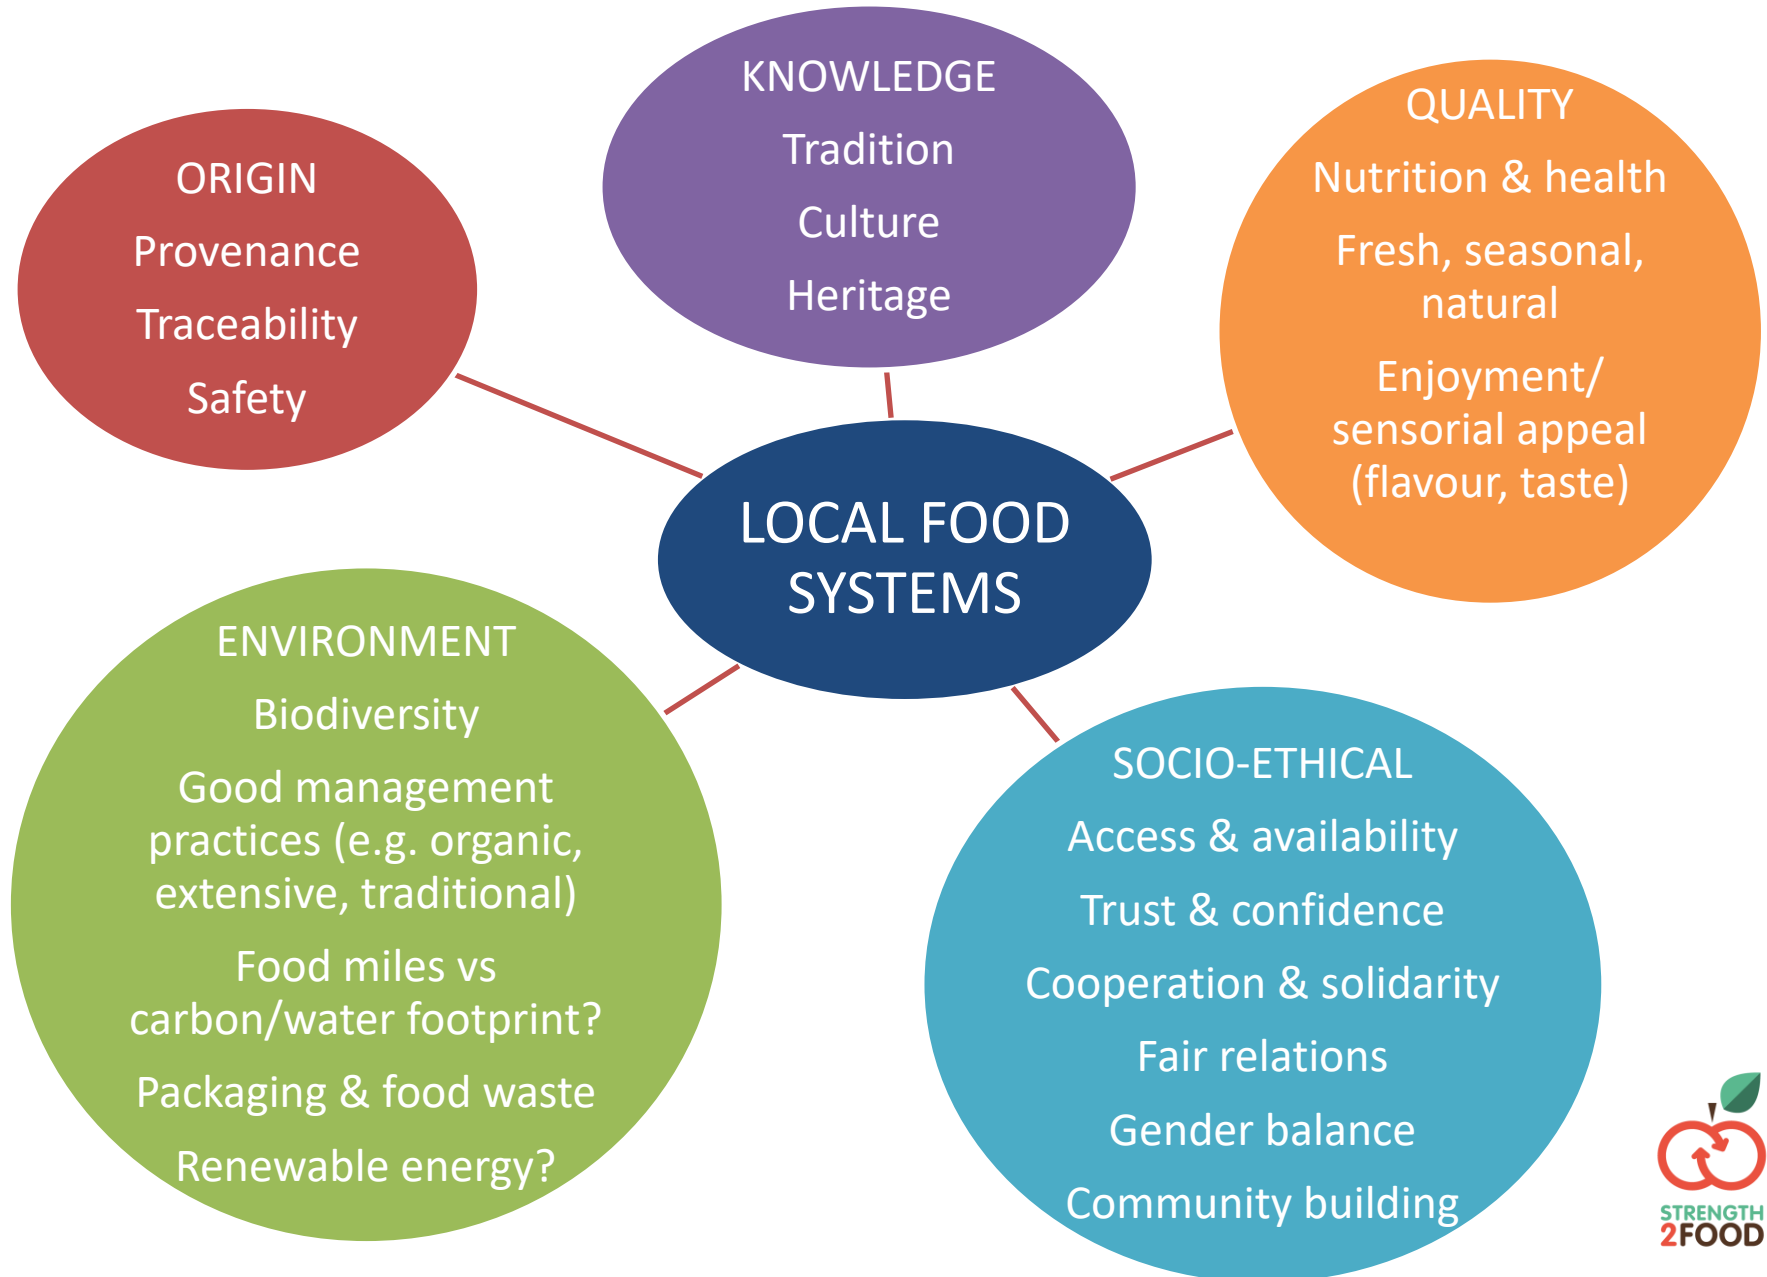 KNOWLEDGE
Tradition
Culture
Heritage
QUALITY
Nutrition & health
Fresh, seasonal,
natural
Enjoyment/
sensorial appeal
(flavour, taste)
ORIGIN
Provenance
Traceability
Safety
LOCAL FOOD
SYSTEMS
ENVIRONMENT
Biodiversity
Good management
practices (e.g. organic,
extensive, traditional)
Food miles vs
carbon/water footprint?
Packaging & food waste
Renewable energy?
SOCIO-ETHICAL
Access & availability
Trust & confidence
Cooperation & solidarity
Fair relations
Gender balance
Community building
STRENGTH
2FOOD